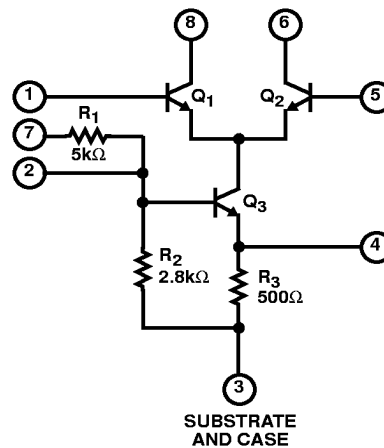 8
6
1
Q1
Q2
5
R1
7
5kΩ
2
Q3
4
R2
2.8kΩ
R3
500Ω
3
SUBSTRATE
AND CASE